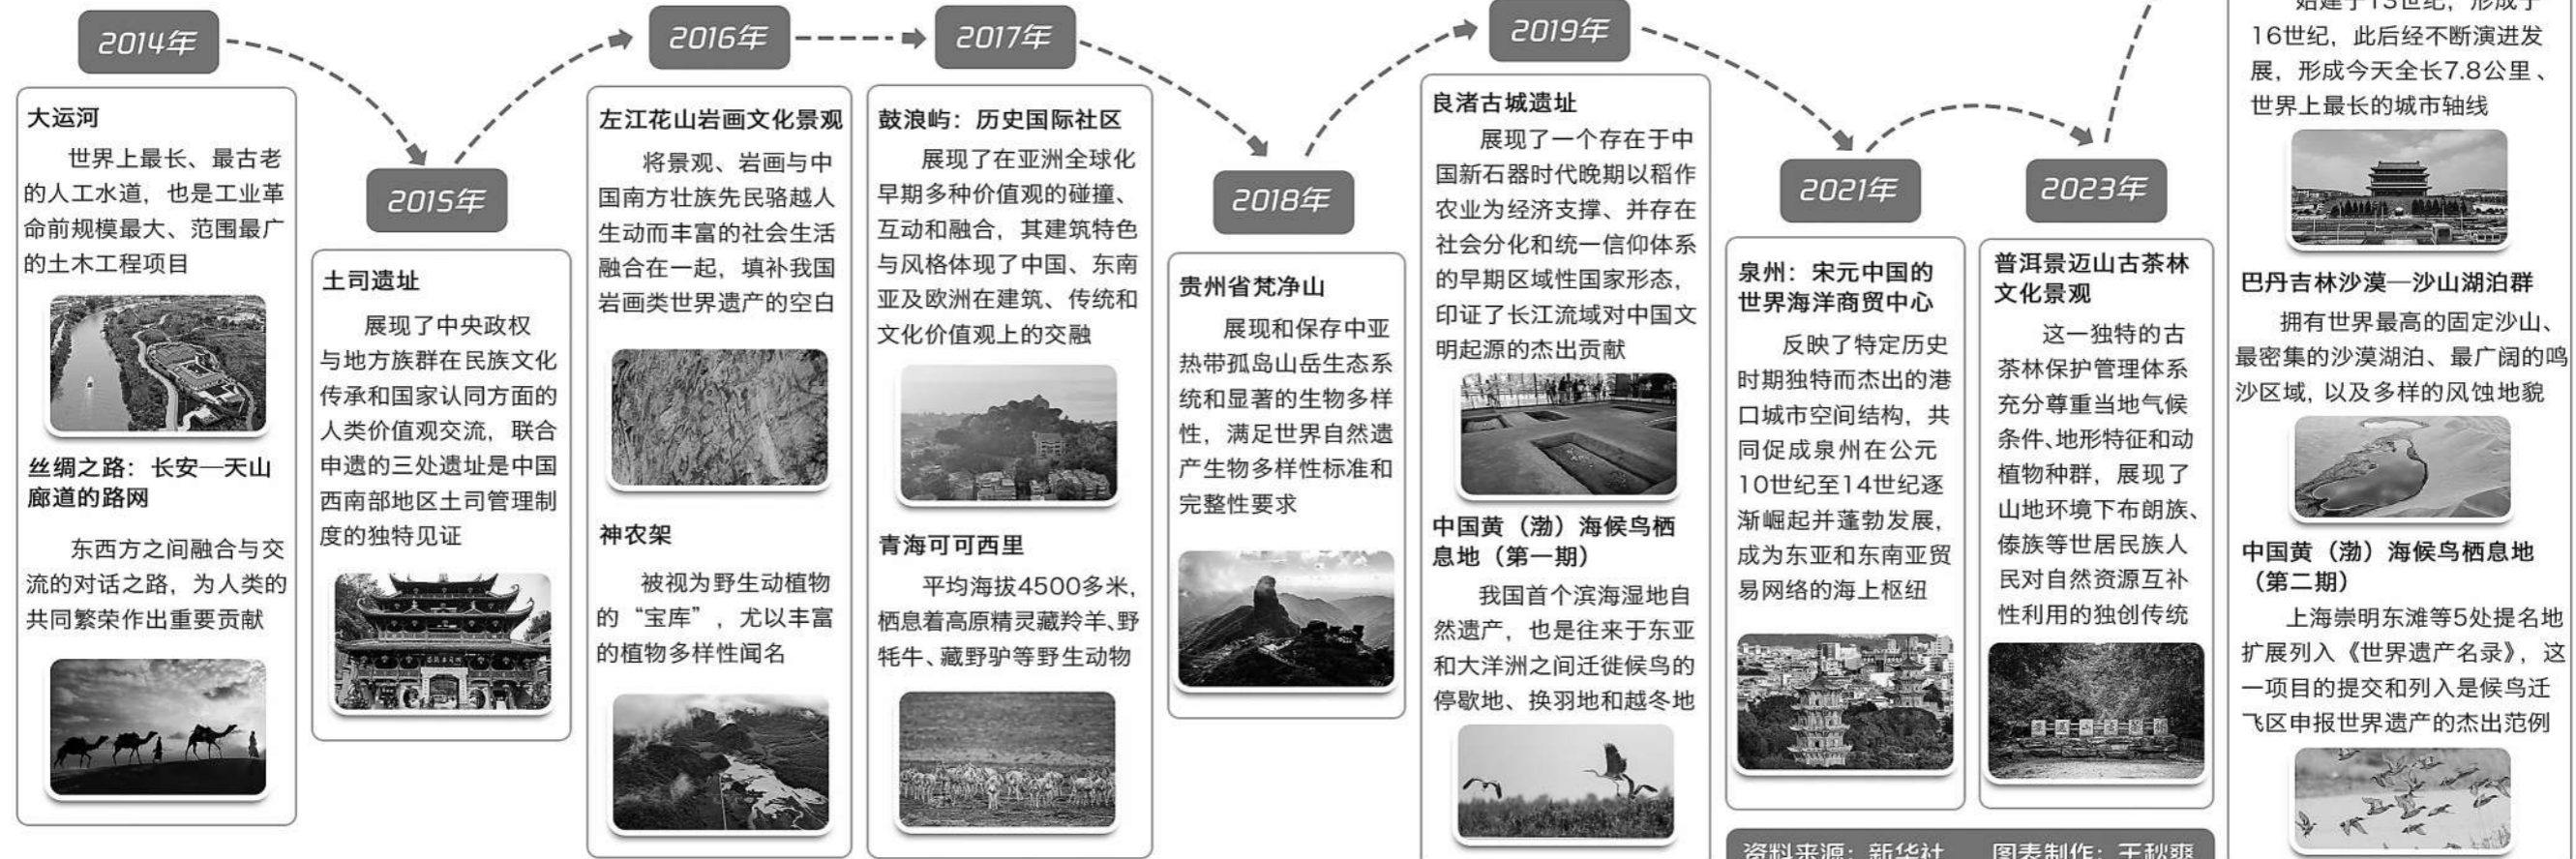 2014年
大运河
世界上最长、最古老
的人工水道，也是工业革
命前规模最大、范围最广
的土木工程项目
丝绸之路：长安—天山
廊道的路网
东西方之间融合与交
流的对话之路，为人类的
共同繁荣作出重要贡献
2015年
土司遗址
展现了中央政权
与地方族群在民族文化
传承和国家认同方面的
人类价值观交流，联合
申遗的三处遗址是中国
西南部地区土司管理制
度的独特见证
2016年
左江花山岩画文化景观
将景观、岩画与中
国南方壮族先民骆越人
生动而丰富的社会生活
融合在一起，填补我国
岩画类世界遗产的空白
神农架
被视为野生动植物
的“宝库”，尤以丰富
的植物多样性闻名
2017年
鼓浪屿：历史国际社区
展现了在亚洲全球化
早期多种价值观的碰撞、
互动和融合，其建筑特色
与风格体现了中国、东南
亚及欧洲在建筑、传统和
文化价值观上的交融
青海可可西里
平均海拔4500多米，
栖息着高原精灵藏羚羊、野
牦牛、藏野驴等野生动物
2018年
贵州省梵净山
展现和保存中亚
热带孤岛山岳生态系
统和显著的生物多样
性，满足世界自然遗
产生物多样性标准和
完整性要求
2019年
良渚古城遗址
展现了一个存在于中
国新石器时代晚期以稻作
农业为经济支撑、并存在
社会分化和统一信仰体系
的早期区域性国家形态，
印证了长江流域对中国文
明起源的杰出贡献
中国黄（渤）海候鸟栖
息地（第一期）
我国首个滨海湿地自
然遗产，也是往来于东亚
和大洋洲之间迁徙候鸟的
停歇地、换羽地和越冬地
2021年
泉州：宋元中国的
世界海洋商贸中心
反映了特定历史
时期独特而杰出的港
口城市空间结构，共
同促成泉州在公元
10世纪至14世纪逐
渐崛起并蓬勃发展，
成为东亚和东南亚贸
易网络的海上枢纽
2023年
普洱景迈山古茶林
文化景观
这一独特的古
茶林保护管理体系
充分尊重当地气候
条件、地形特征和动
植物种群，展现了
山地环境下布朗族、
傣族等世居民族人
民对自然资源互补
性利用的独创传统
始建于13世纪，形成于
16世纪，此后经不断演进发
展，形成今天全长7.8公里、
世界上最长的城市轴线
巴丹吉林沙漠—沙山湖泊群
拥有世界最高的固定沙山、
最密集的沙漠湖泊、最广阔的鸣
沙区域，以及多样的风蚀地貌
中国黄（渤）海候鸟栖息地
（第二期）
上海崇明东滩等5处提名地
扩展列入《世界遗产名录》，这
一项目的提交和列入是候鸟迁
飞区申报世界遗产的杰出范例
资料来源：新华社 图表制作：王秋爽